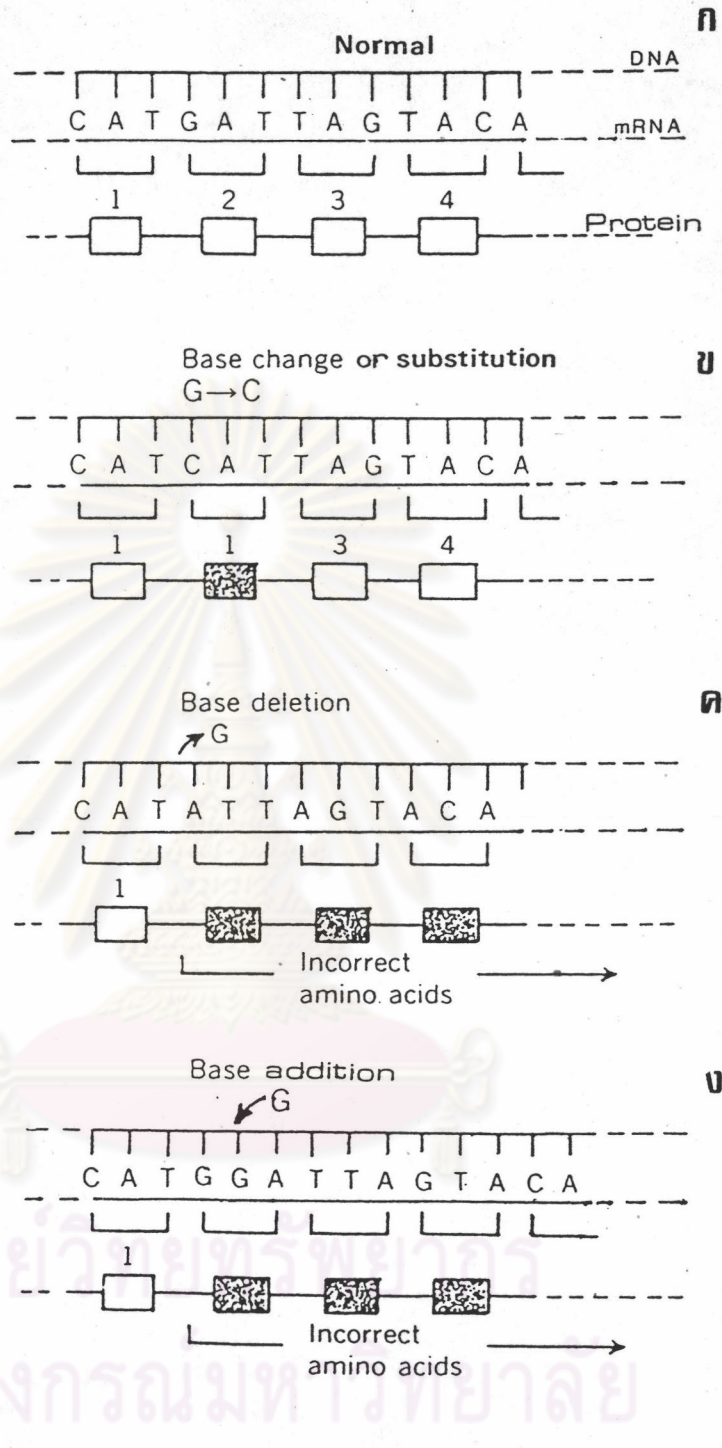 ก
Normal
DNA
C A T G A T T A G T A C A
mRNA
1 2 3 4
Protein
Base change or substitution
ข
G→C
C A T C A T T A G T A C A
1 1 3 4
Base deletion
ค
G
C A T A T T A G T A C A
1
Incorrect
amino acids
Base addition
ง
G
C A T G G A T T A G T A C A
1
Incorrect
amino acids